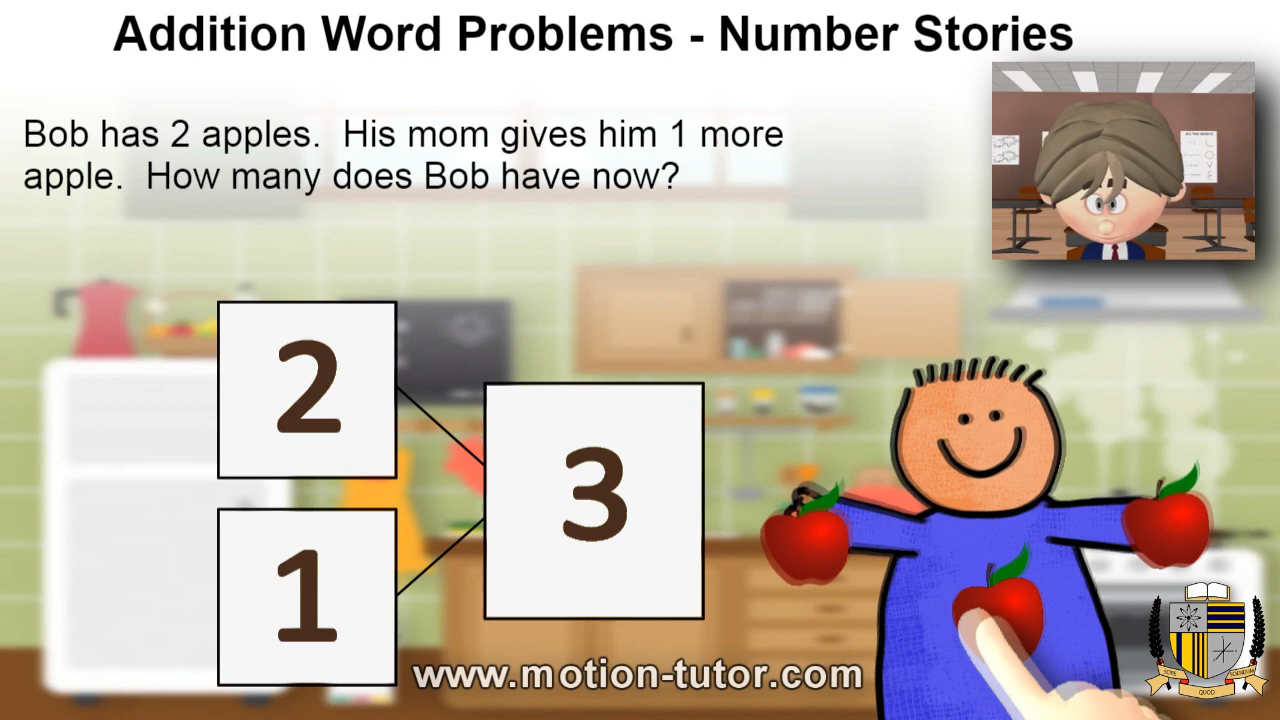 Addition Word Problems - Number Stories
Bob has 2 apples.  His mom gives him 1 more
apple.  How many does Bob have now?
2
3
1
www.motion-tutor.com
QUOD